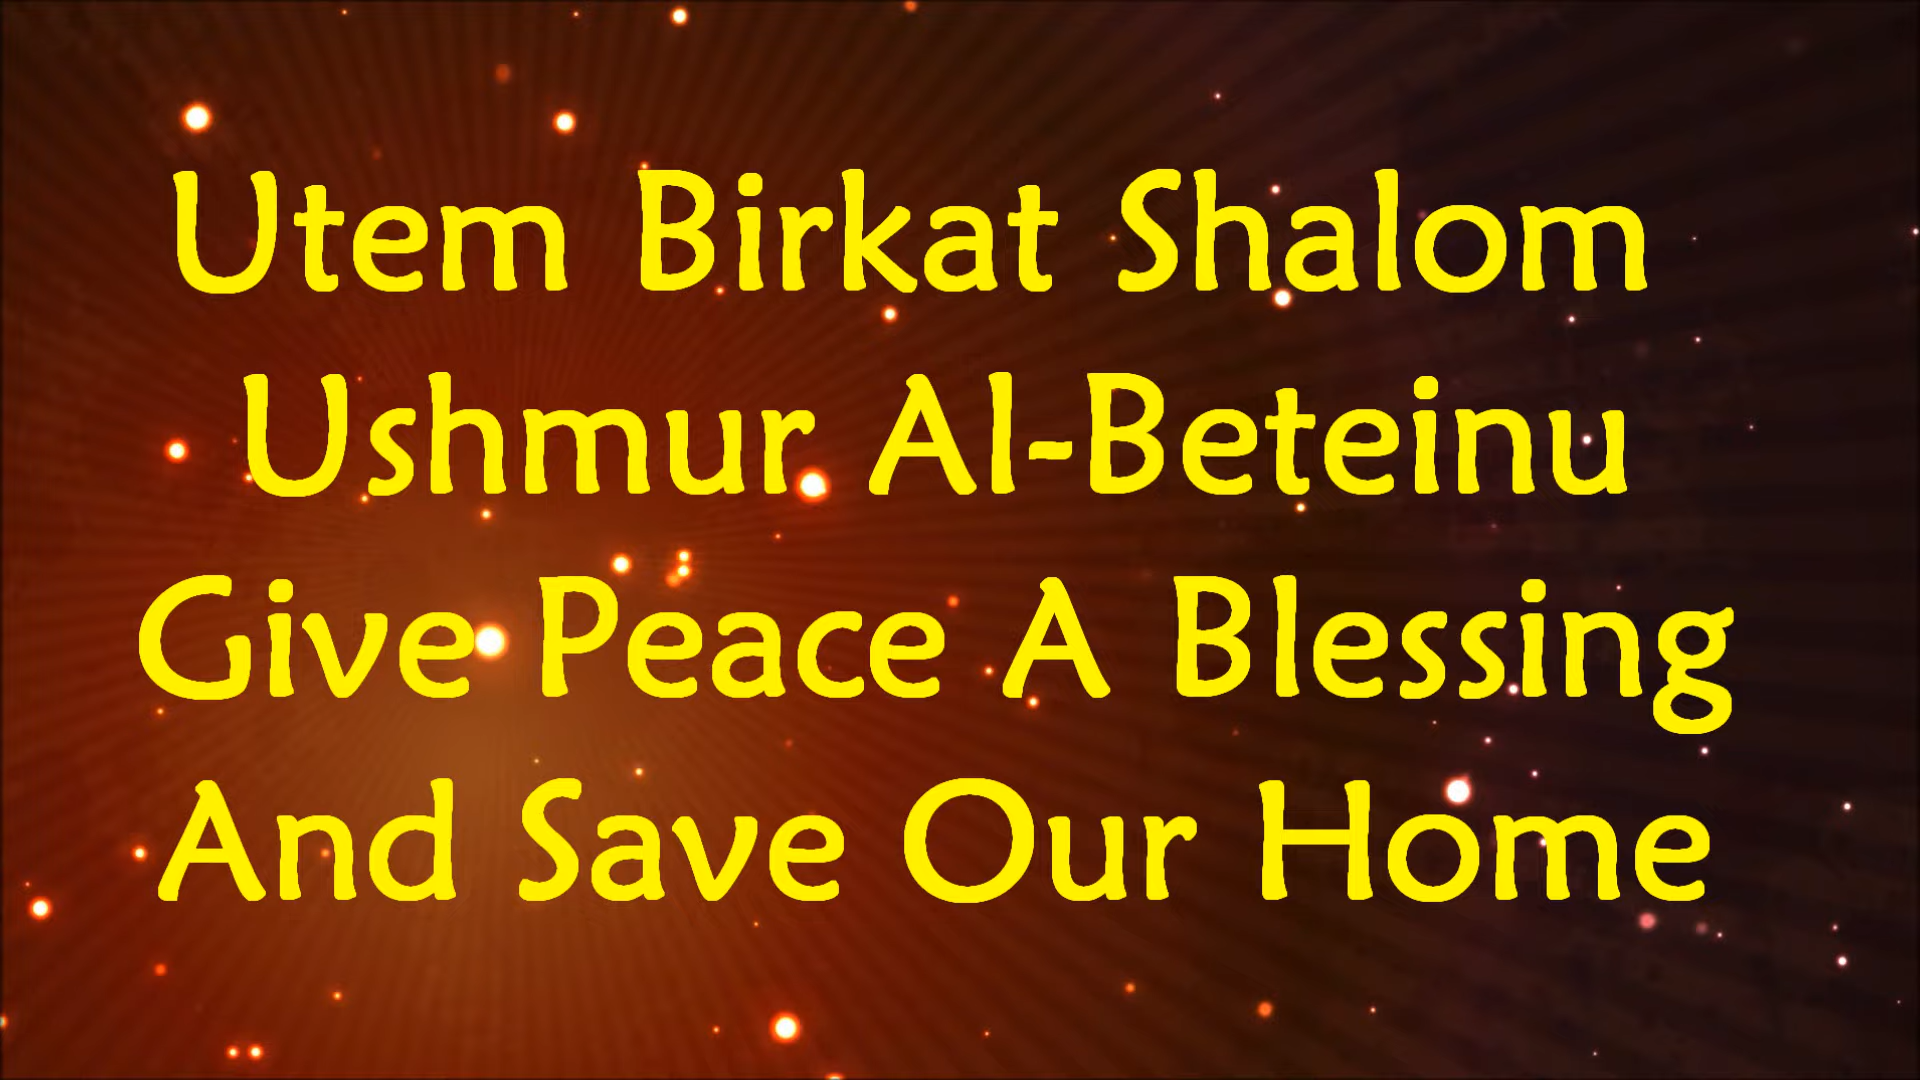 Utem Birkat Shalom
Ushmur Al-Beteinu
Give Peace A Blessing
And Save Our Home